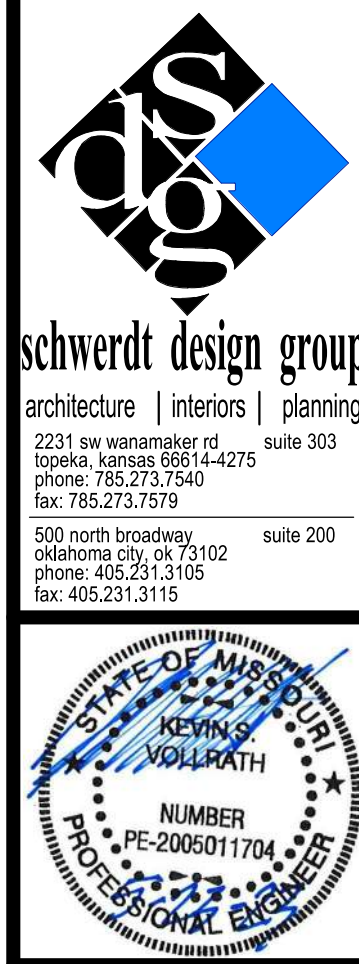 sdg
schwerdt design group
architecture | interiors | planning
2231 sw wanamaker rd suite 303
topeka, kansas 66614-4275
phone: 785.273.7540
fax: 785.273.7579
500 north broadway suite 200
oklahoma city, ok 73102
phone: 405.231.3105
fax: 405.231.3115
STATE OF MISSOURI
KEVIN S.
VOLLRATH
NUMBER
PE-2005011704
PROFESSIONAL ENGINEER